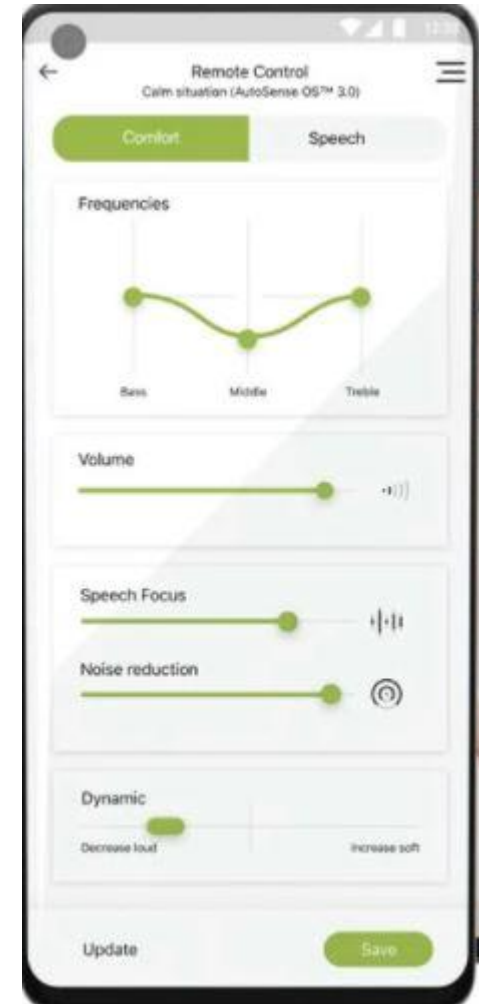 Remote Control
Calm situation (AutoSense OS™ 3.0)
Comfort Speech
Frequencies
Bass Middle Treble
Volume
Speech Focus
Noise reduction
Dynamic
Decrease loud Increase soft
Update Save